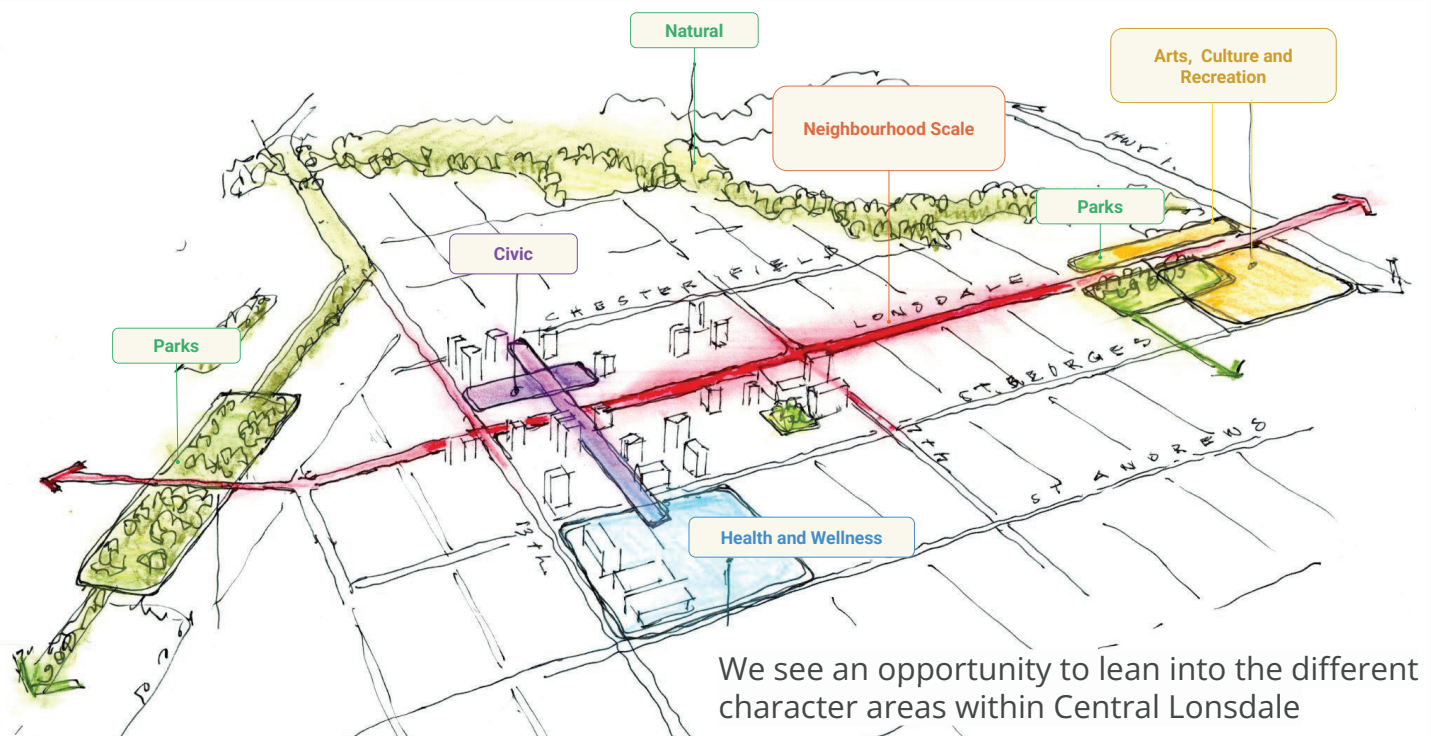 Natural
Arts, Culture and
Recreation
Neighbourhood Scale
HWY 1.
Parks
Civic
CHESTERFIELD
LONSDALE
Parks
ST. GEORGES
ST ANDREWS
13th
Health and Wellness
We see an opportunity to lean into the different
character areas within Central Lonsdale